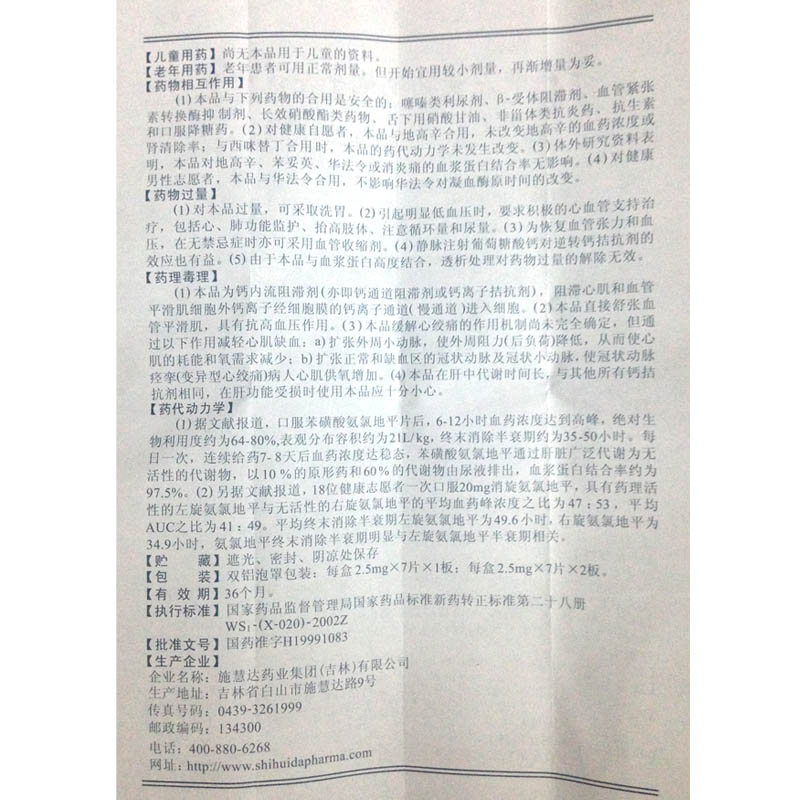 【儿童用药】尚无本品用于儿童的资料。
【老年用药】老年患者可用正常剂量。但开始宜用较小剂量，再渐增量为妥。
【药物相互作用】
(1)本品与下列药物的合用是安全的：噻嗪类利尿剂、β-受体阻滞剂、血管紧张
素转换酶抑制剂、长效硝酸酯类药物、舌下用硝酸甘油、非甾体类抗炎药、抗生素
和口服降糖药。(2)对健康自愿者，本品与地高辛合用，未改变地高辛的血药浓度或
肾清除率；与西咪替丁合用时，本品的药代动力学未发生改变。(3)体外研究资料表
明，本品对地高辛、苯妥英、华法令或消炎痛的血浆蛋白结合率无影响。(4)对健康
男性志愿者，本品与华法令合用，不影响华法令对凝血酶原时间的改变。
【药物过量】
(1)对本品过量，可采取洗胃。(2)引起明显低血压时，要求积极的心血管支持治
疗，包括心、肺功能监护、抬高肢体、注意循环量和尿量。(3)为恢复血管张力和血
压，在无禁忌症时亦可采用血管收缩剂。(4)静脉注射葡萄糖酸钙对逆转钙拮抗剂的
效应也有益。(5)由于本品与血浆蛋白高度结合，透析处理对药物过量的解除无效。
【药理毒理】
(1)本品为钙内流阻滞剂(亦即钙通道阻滞剂或钙离子拮抗剂)，阻滞心肌和血管
平滑肌细胞外钙离子经细胞膜的钙离子通道(慢通道)进入细胞。(2)本品直接舒张血
管平滑肌，具有抗高血压作用。(3)本品缓解心绞痛的作用机制尚未完全确定，但通
过以下作用减轻心肌缺血：a)扩张外周小动脉，使外周阻力(后负荷)降低，从而使心
肌的耗能和氧需求减少；b)扩张正常和缺血区的冠状动脉及冠状小动脉，使冠状动脉
痉挛(变异型心绞痛)病人心肌供氧增加。(4)本品在肝中代谢时间长，与其他所有钙拮
抗剂相同，在肝功能受损时使用本品应十分小心。
【药代动力学】
(1)据文献报道，口服苯磺酸氨氯地平片后，6-12小时血药浓度达到高峰，绝对生
物利用度约为64-80%,表观分布容积约为21L/kg，终末消除半衰期约为35-50小时。每
日一次，连续给药7-8天后血药浓度达稳态，苯磺酸氨氯地平通过肝脏广泛代谢为无
活性的代谢物，以10%的原形药和60%的代谢物由尿液排出，血浆蛋白结合率约为
97.5%。(2)另据文献报道，18位健康志愿者一次口服20mg消旋氨氯地平，具有药理活
性的左旋氨氯地平与无活性的右旋氨氯地平的平均血药峰浓度之比为47：53，平均
AUC之比为41：49。平均终末消除半衰期左旋氨氯地平为49.6小时，右旋氨氯地平为
34.9小时，氨氯地平终末消除半衰期明显与左旋氨氯地平半衰期相关。
【贮 藏】遮光、密封、阴凉处保存
【包 装】双铝泡罩包装；每盒2.5mg×7片×1板；每盒2.5mg×7片×2板。
【有 效 期】36个月。
【执行标准】国家药品监督管理局国家药品标准新药转正标准第二十八册
WS₁-(X-020)-2002Z
【批准文号】国药准字H19991083
【生产企业】
企业名称：施慧达药业集团(吉林)有限公司
生产地址：吉林省白山市施慧达路9号
传真号码：0439-3261999
邮政编码：134300
电话：400-880-6268
网址：http://www.shihuidapharma.com